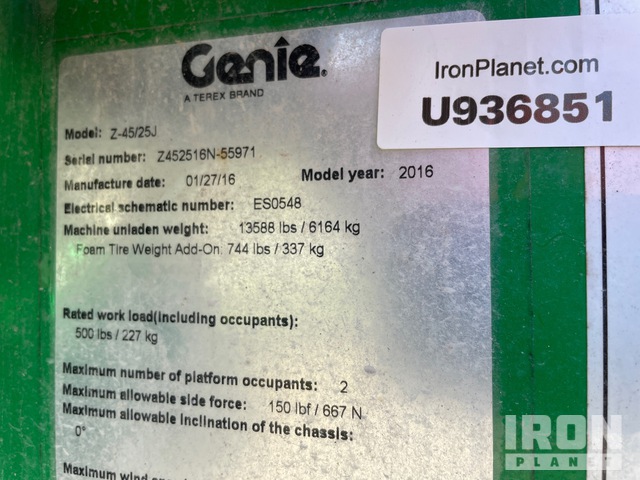 Genie®
A TEREX BRAND
IronPlanet.com
U936851
Model: Z-45/25J
Serial number: Z452516N-55971
Manufacture date: 01/27/16 Model year: 2016
Electrical schematic number: ES0548
Machine unladen weight: 13588 lbs / 6164 kg
Foam Tire Weight Add-On: 744 lbs / 337 kg
Rated work load(including occupants):
500 lbs / 227 kg
Maximum number of platform occupants: 2
Maximum allowable side force: 150 lbf / 667 N
Maximum allowable inclination of the chassis:
0°
Maximum wind
IRON
PLANET